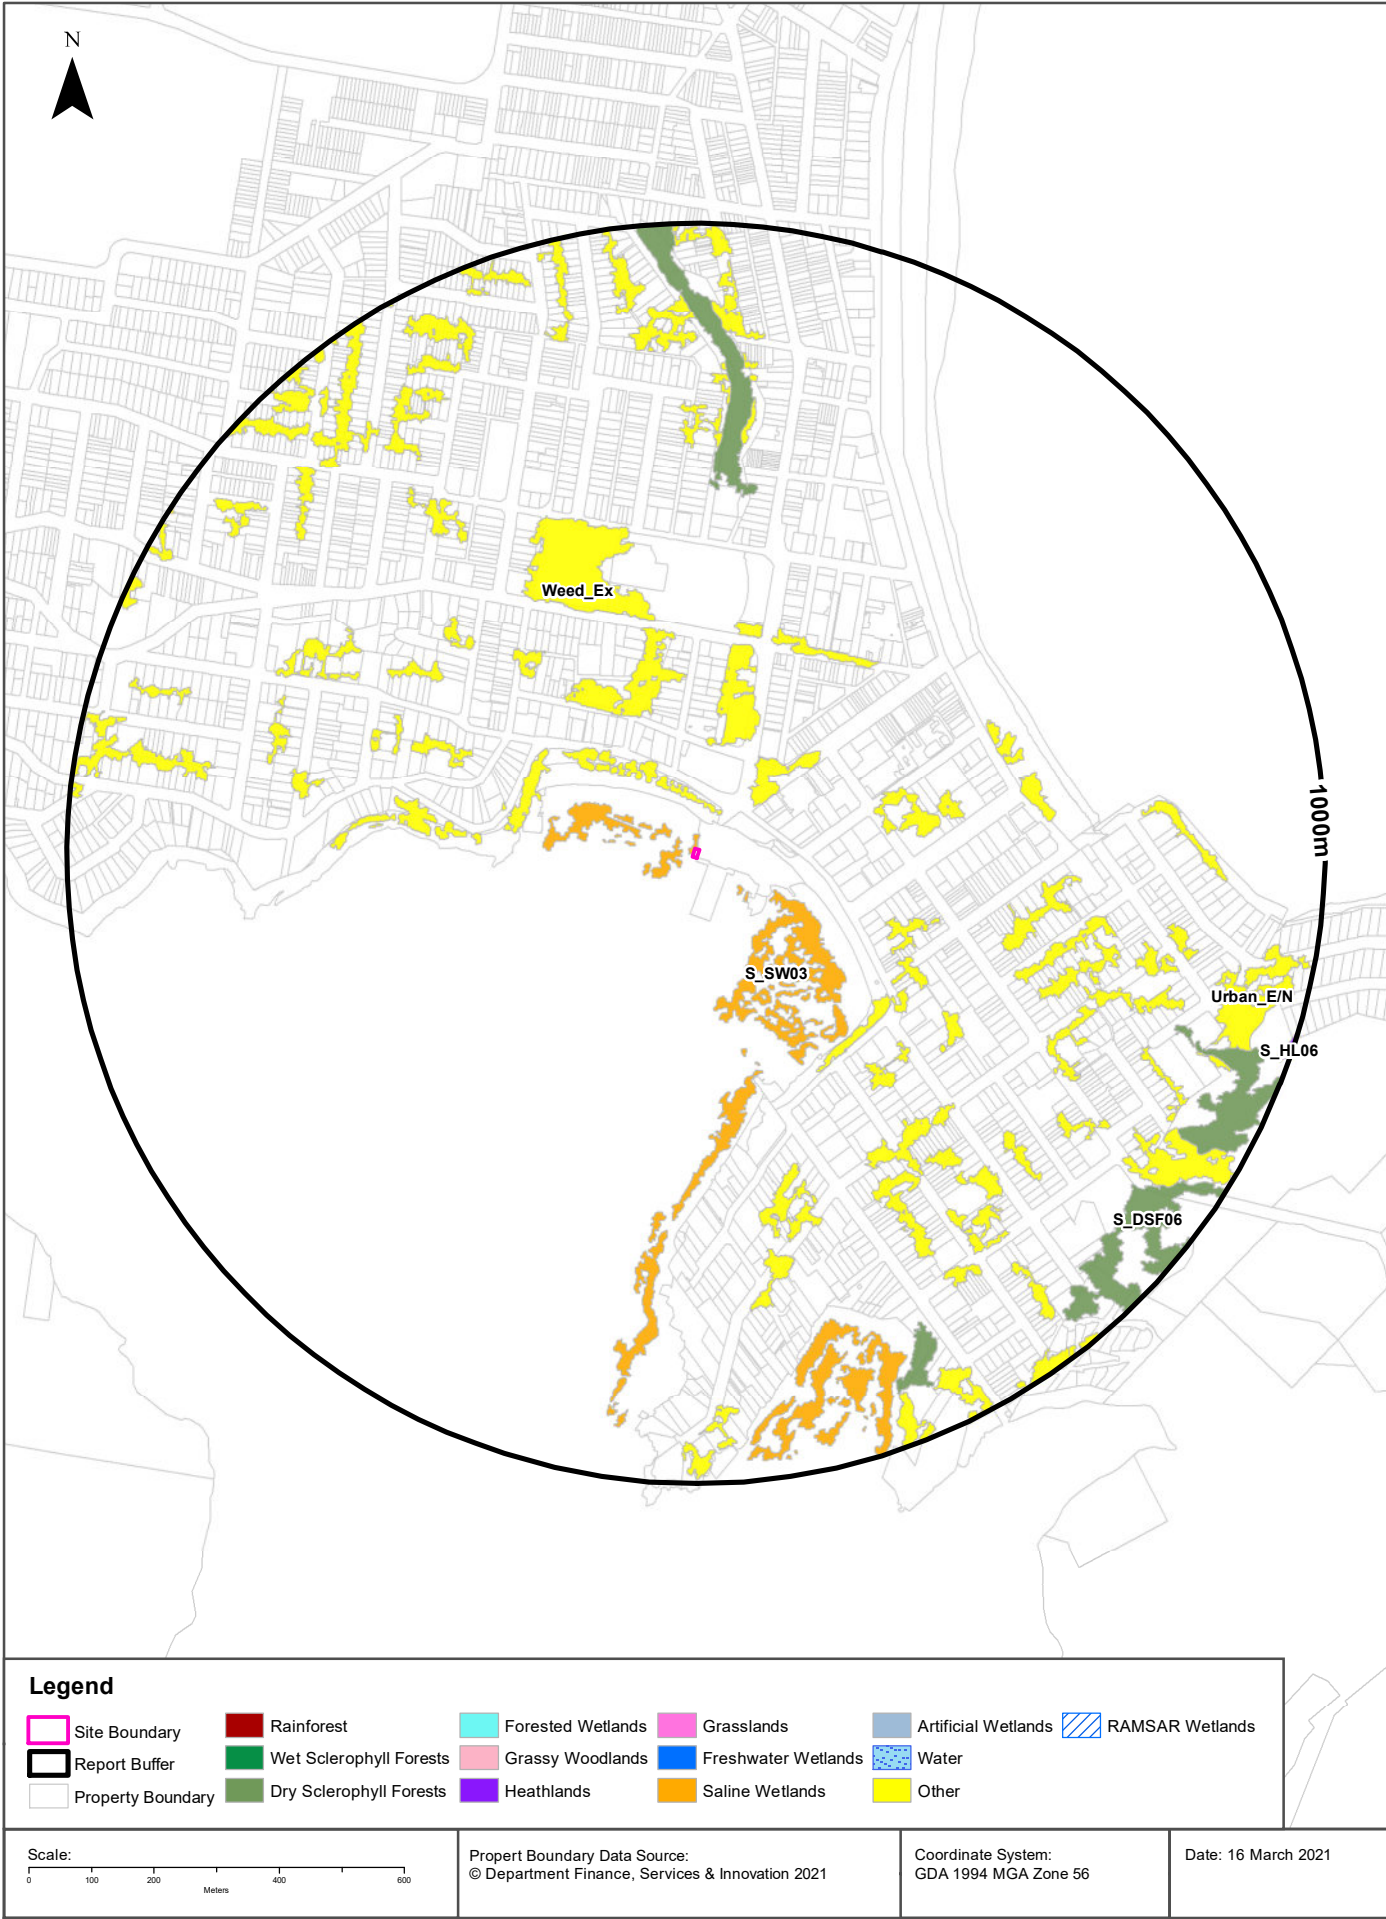 N
1000m
Weed_Ex
S_SW03
Urban_E/N
S_HL06
S_DSF06
Legend
Site Boundary
Report Buffer
Property Boundary
Rainforest
Wet Sclerophyll Forests
Dry Sclerophyll Forests
Forested Wetlands
Grassy Woodlands
Heathlands
Grasslands
Freshwater Wetlands
Saline Wetlands
Artificial Wetlands
Water
Other
RAMSAR Wetlands
Scale:
0 100 200 400 600
Meters
Propert Boundary Data Source:
© Department Finance, Services & Innovation 2021
Coordinate System:
GDA 1994 MGA Zone 56
Date: 16 March 2021